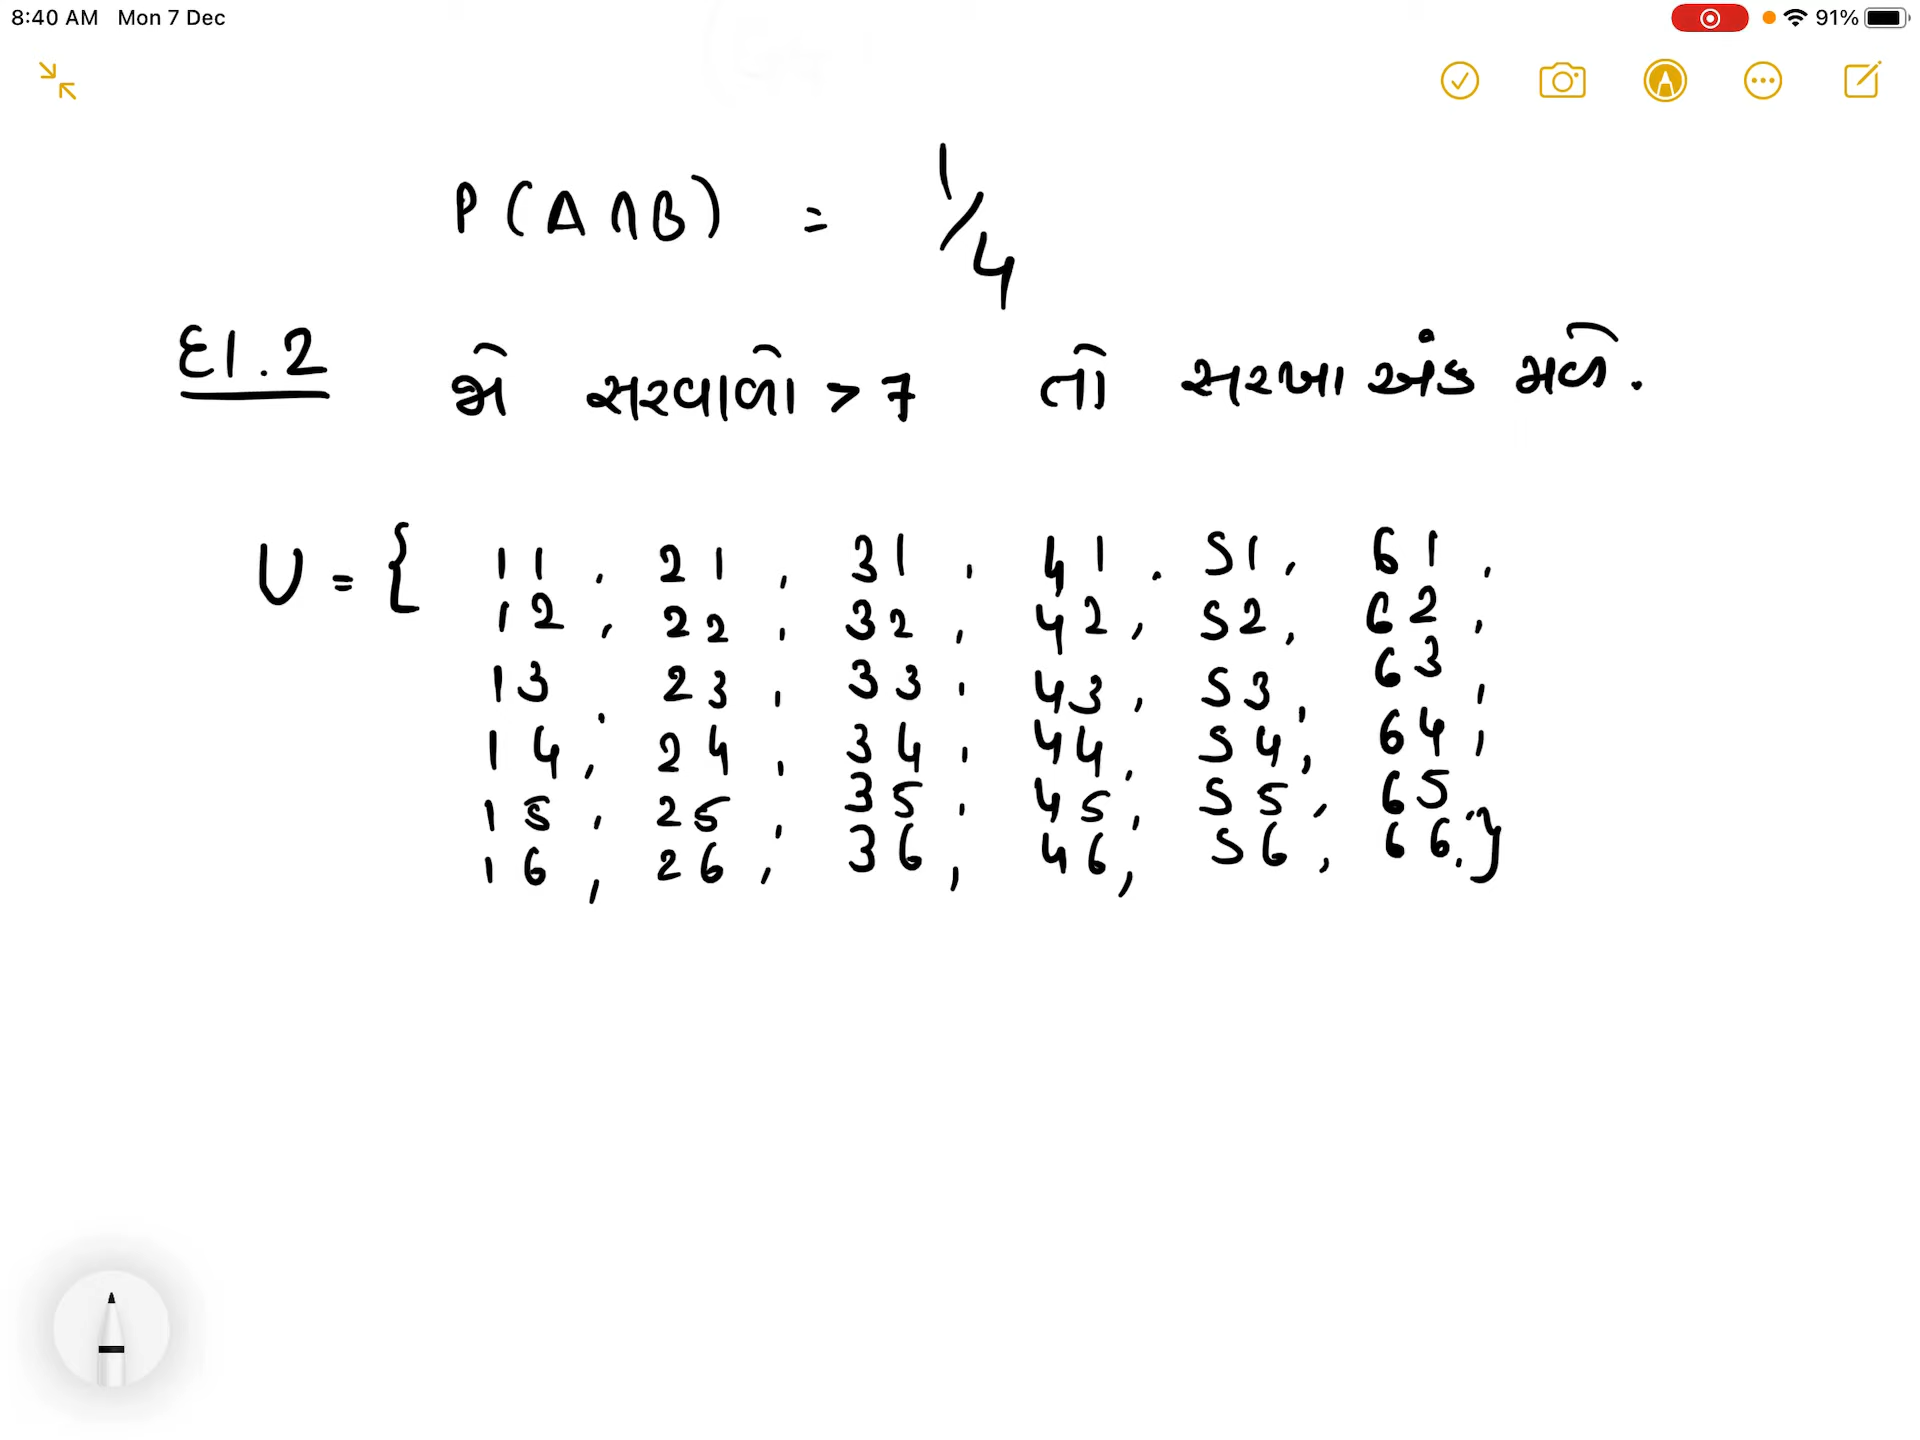 8:40 AM Mon 7 Dec 91%
P(A∩B) = 1/4
દા.2 જો સરવાળો > 7 તો સરખા અંક મળે.
U = { 11, 21, 31, 41, 51, 61,
12, 22, 32, 42, 52, 62,
13, 23, 33, 43, 53, 63,
14, 24, 34, 44, 54, 64,
15, 25, 35, 45, 55, 65,
16, 26, 36, 46, 56, 66. }